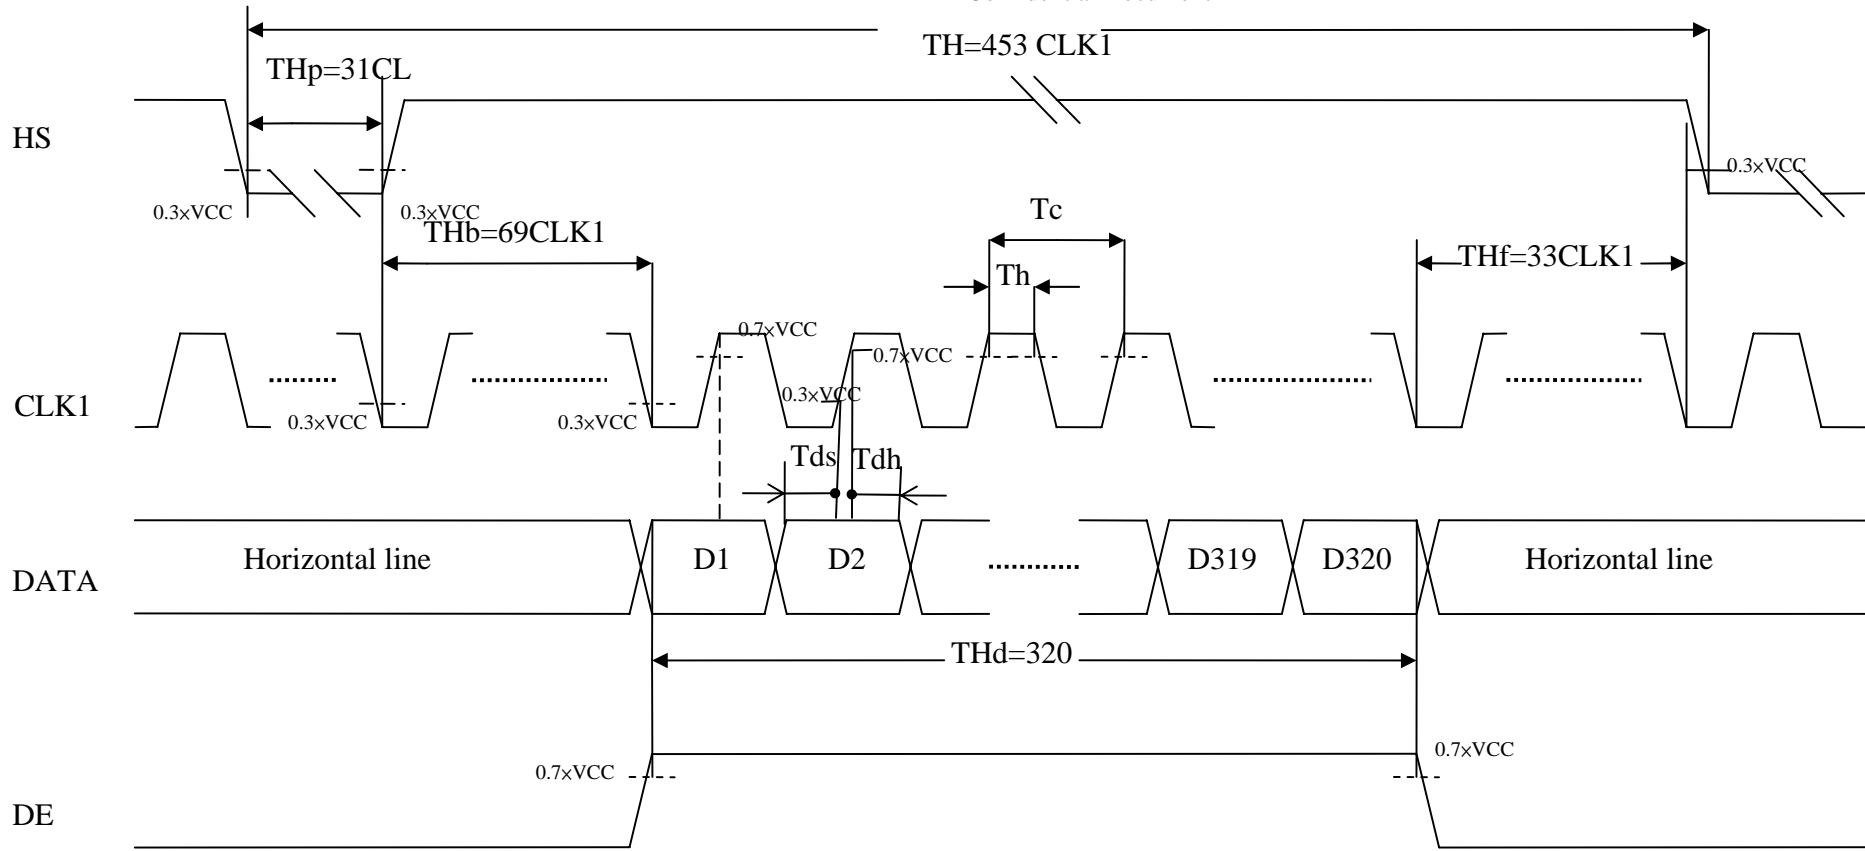 TH=453 CLK1
THp=31CL
HS
0.3×VCC
0.3×VCC
0.3×VCC
THb=69CLK1
Tc
THf=33CLK1
Th
0.7×VCC
0.7×VCC
0.3×VCC
CLK1
0.3×VCC
0.3×VCC
Tds
Tdh
DATA
Horizontal line
D1
D2
D319
D320
Horizontal line
THd=320
0.7×VCC
0.7×VCC
DE